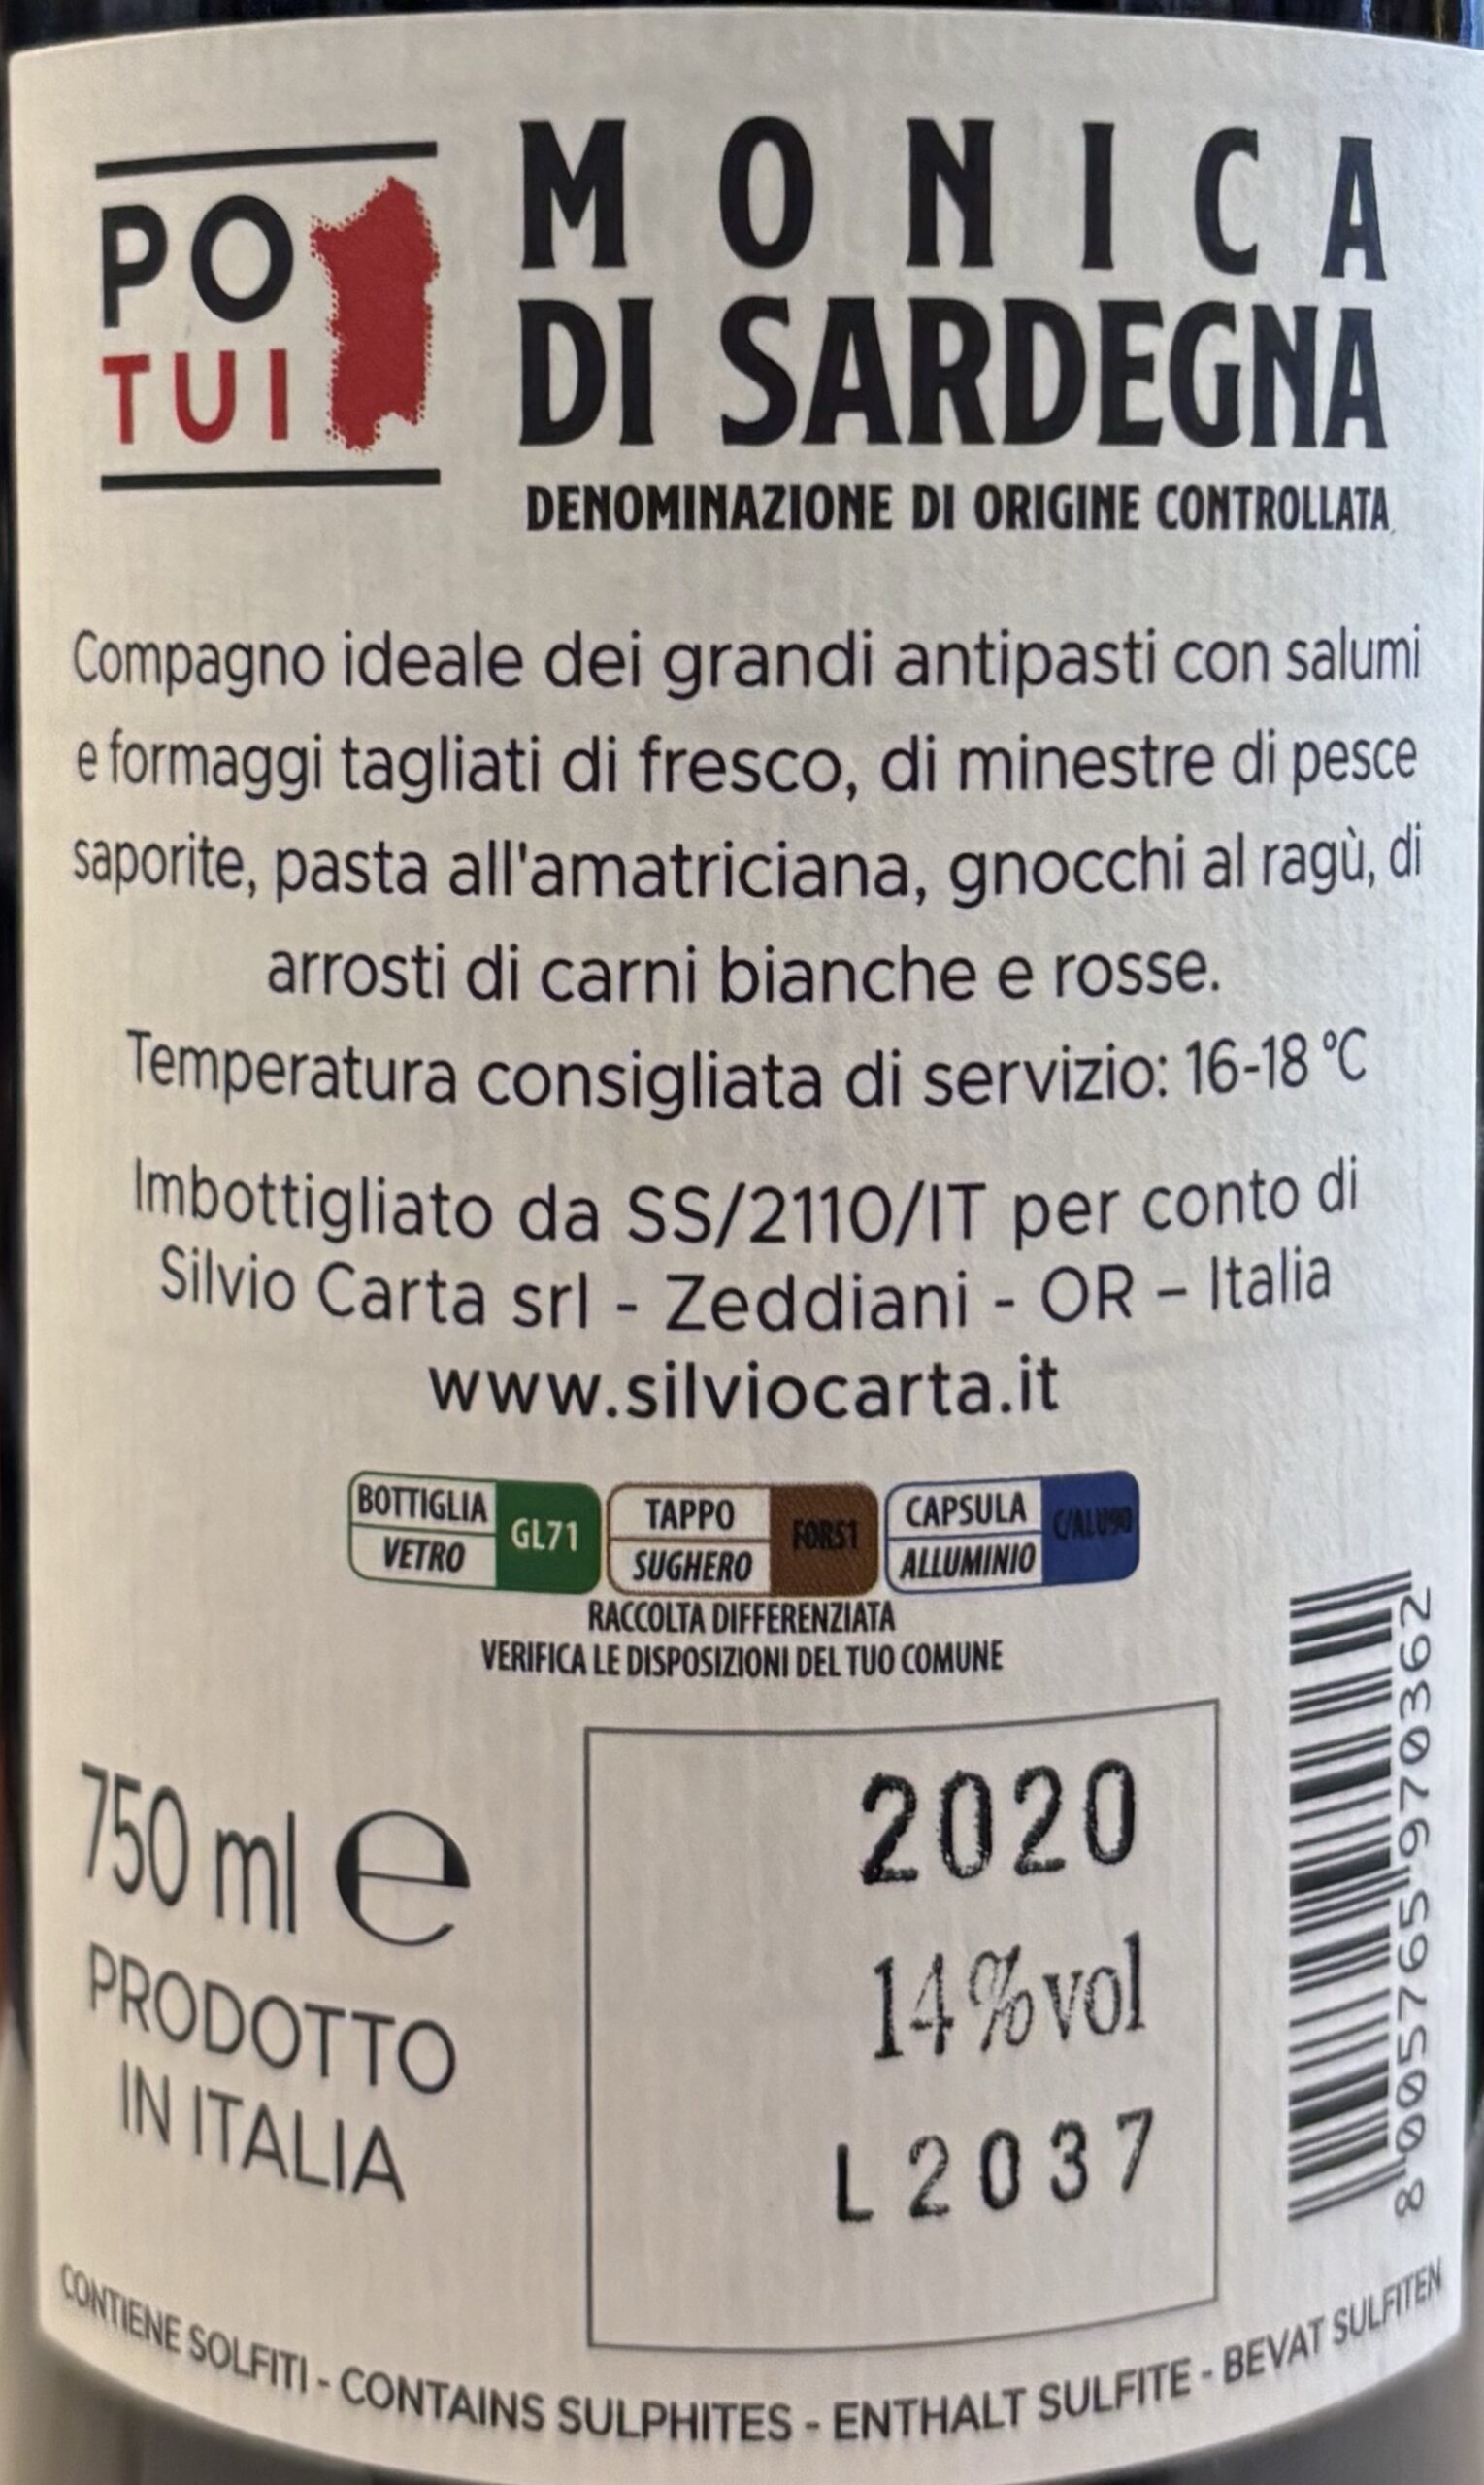 PO
TUI
MONICA
DI SARDEGNA
DENOMINAZIONE DI ORIGINE CONTROLLATA
Compagno ideale dei grandi antipasti con salumi
e formaggi tagliati di fresco, di minestre di pesce
saporite, pasta all'amatriciana, gnocchi al ragù, di
arrosti di carni bianche e rosse.
Temperatura consigliata di servizio: 16-18 °C
Imbottigliato da SS/2110/IT per conto di
Silvio Carta srl - Zeddiani - OR – Italia
www.silviocarta.it
BOTTIGLIA
VETRO
GL71
TAPPO
SUGHERO
FOR51
CAPSULA
ALLUMINIO
C/ALU90
RACCOLTA DIFFERENZIATA
VERIFICA LE DISPOSIZIONI DEL TUO COMUNE
750 ml e
PRODOTTO
IN ITALIA
2020
14%vol
L2037
8 005765 970362
CONTIENE SOLFITI - CONTAINS SULPHITES - ENTHALT SULFITE - BEVAT SULFITEN